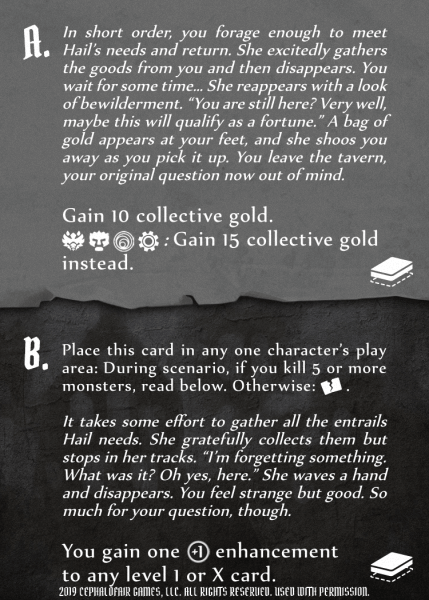 A. In short order, you forage enough to meet
Hail's needs and return. She excitedly gathers
the goods from you and then disappears. You
wait for some time... She reappears with a look
of bewilderment. "You are still here? Very well,
maybe this will qualify as a fortune." A bag of
gold appears at your feet, and she shoos you
away as you pick it up. You leave the tavern,
your original question now out of mind.
Gain 10 collective gold.
: Gain 15 collective gold
instead.
B. Place this card in any one character's play
area: During scenario, if you kill 5 or more
monsters, read below. Otherwise: .
It takes some effort to gather all the entrails
Hail needs. She gratefully collects them but
stops in her tracks. "I'm forgetting something.
What was it? Oh yes, here." She waves a hand
and disappears. You feel strange but good. So
much for your question, though.
You gain one +1 enhancement
to any level 1 or X card.
2019 CEPHALOFAIR GAMES, LLC. ALL RIGHTS RESERVED. USED WITH PERMISSION.